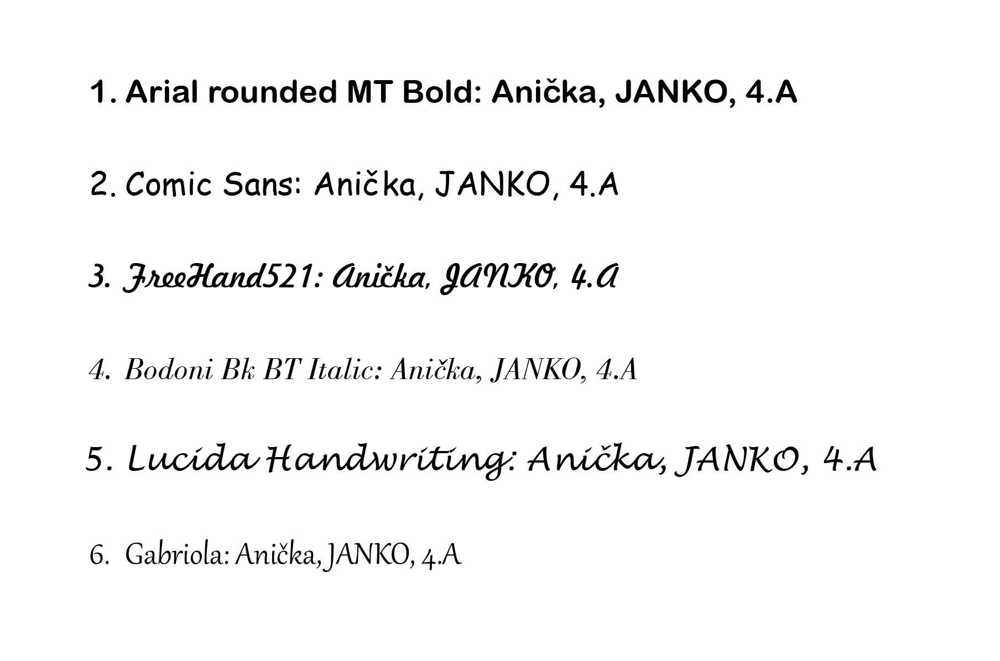 1. Arial rounded MT Bold: Anička, JANKO, 4.A
2. Comic Sans: Anička, JANKO, 4.A
3. FreeHand521: Anička, JANKO, 4.A
4. Bodoni Bk BT Italic: Anička, JANKO, 4.A
5. Lucida Handwriting: Anička, JANKO, 4.A
6. Gabriola: Anička, JANKO, 4.A